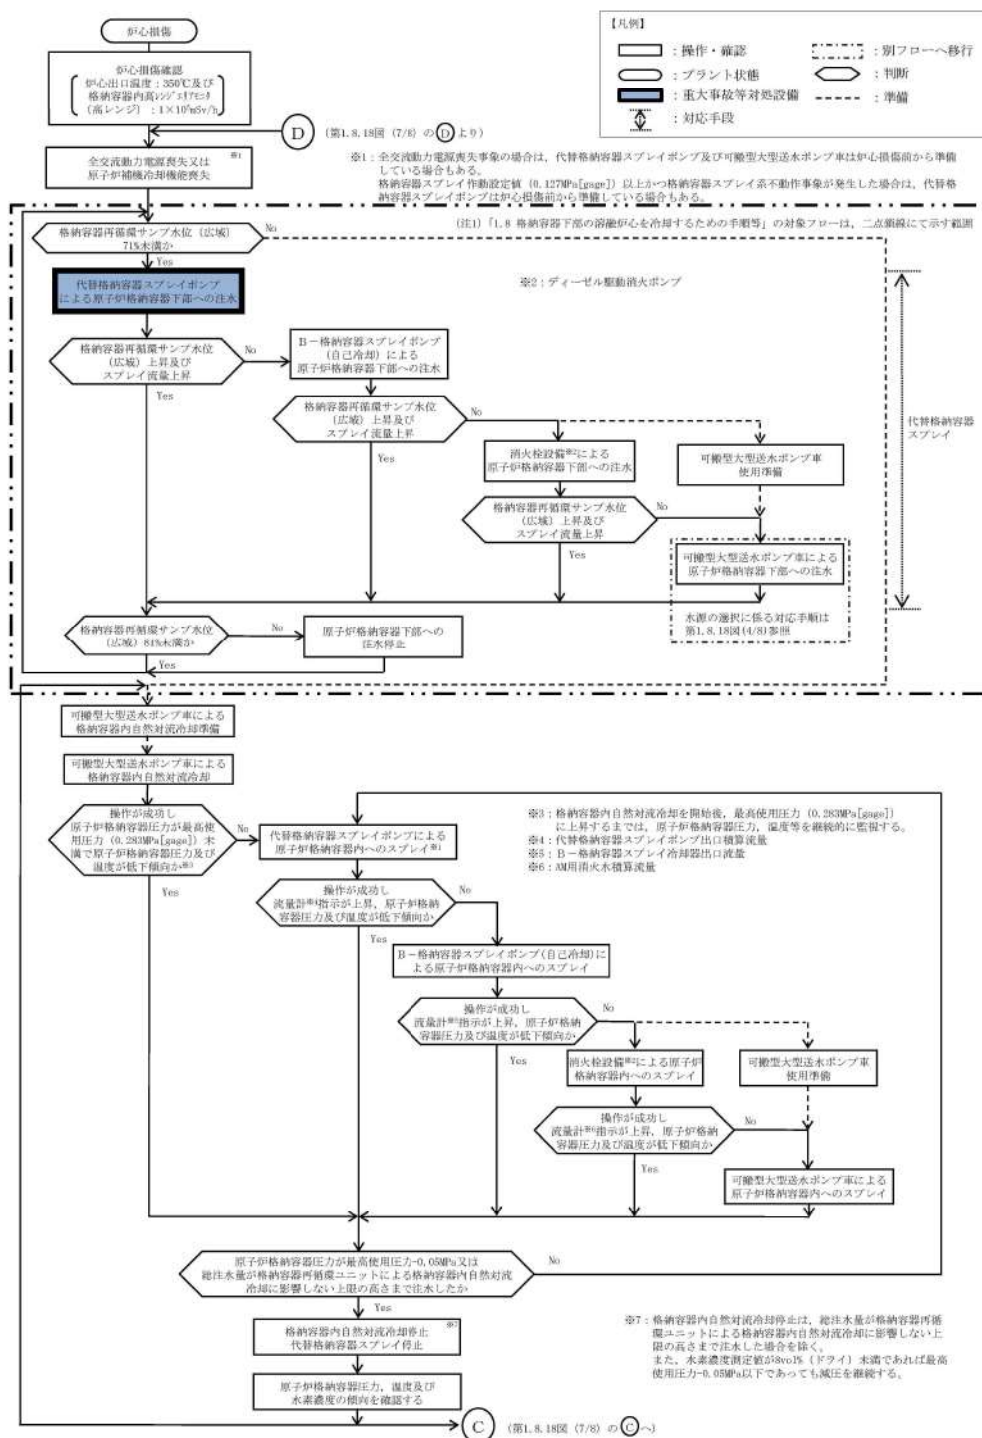 炉心損傷
炉心損傷確認
炉心出口温度：350℃及び
格納容器内高レンジエリアモニタ
（高レンジ）：1×10⁵mSv/h
D
（第1.8.18図（7/8）のDより）
【凡例】
：操作・確認
：プラント状態
：重大事故等対処設備
：対応手段
：別フローへ移行
：判断
：準備
全交流動力電源喪失又は※1
原子炉補機冷却機能喪失
※1：全交流動力電源喪失事象の場合は，代替格納容器スプレイポンプ及び可搬型大型送水ポンプ車は炉心損傷前から準備
している場合もある。
格納容器スプレイ作動設定値（0.127MPa[gage]）以上かつ格納容器スプレイ系不動作事象が発生した場合は，代替格
納容器スプレイポンプは炉心損傷前から準備している場合もある。
（注1）「1.8 格納容器下部の溶融炉心を冷却するための手順等」の対象フローは，二点鎖線にて示す範囲
格納容器再循環サンプ水位（広域）
71%未満か
No
Yes
代替格納容器スプレイポンプ
による原子炉格納容器下部への注水
※2：ディーゼル駆動消火ポンプ
格納容器再循環サンプ水位
（広域）上昇及び
スプレイ流量上昇
No
Yes
B－格納容器スプレイポンプ
（自己冷却）による
原子炉格納容器下部への注水
格納容器再循環サンプ水位
（広域）上昇及び
スプレイ流量上昇
No
Yes
代替格納容器
スプレイ
消火栓設備※2による
原子炉格納容器下部への注水
可搬型大型送水ポンプ車
使用準備
格納容器再循環サンプ水位
（広域）上昇及び
スプレイ流量上昇
No
Yes
可搬型大型送水ポンプ車による
原子炉格納容器下部への注水
水源の選択に係る対応手順は
第1.8.18図(4/8)参照
格納容器再循環サンプ水位
（広域）81%未満か
No
Yes
原子炉格納容器下部への
注水停止
可搬型大型送水ポンプ車による
格納容器内自然対流冷却準備
可搬型大型送水ポンプ車による
格納容器内自然対流冷却
操作が成功し
原子炉格納容器圧力が最高使
用圧力（0.283MPa[gage]）未
満で原子炉格納容器圧力及び
温度が低下傾向か※3
No
Yes
代替格納容器スプレイポンプによる
原子炉格納容器内へのスプレイ※1
※3：格納容器内自然対流冷却を開始後，最高使用圧力（0.283MPa[gage]）
に上昇するまでは，原子炉格納容器圧力，温度等を継続的に監視する。
※4：代替格納容器スプレイポンプ出口積算流量
※5：B－格納容器スプレイ冷却器出口流量
※6：AM用消火水積算流量
操作が成功し
流量計※4指示が上昇，原子炉格納
容器圧力及び温度が低下傾向か
No
Yes
B－格納容器スプレイポンプ(自己冷却)に
よる原子炉格納容器内へのスプレイ
操作が成功し
流量計※5指示が上昇，原子炉格納
容器圧力及び温度が低下傾向か
No
Yes
消火栓設備※2による原子炉
格納容器内へのスプレイ
可搬型大型送水ポンプ車
使用準備
操作が成功し
流量計※6指示が上昇，原子炉格納
容器圧力及び温度が低下傾向か
No
Yes
可搬型大型送水ポンプ車による
原子炉格納容器内へのスプレイ
原子炉格納容器圧力が最高使用圧力-0.05MPa又は
総注水量が格納容器再循環ユニットによる格納容器内自然対流
冷却に影響しない上限の高さまで注水したか
No
Yes
格納容器内自然対流冷却停止※7
代替格納容器スプレイ停止
※7：格納容器内自然対流冷却停止は，総注水量が格納容器再循
環ユニットによる格納容器内自然対流冷却に影響しない上
限の高さまで注水した場合を除く。
また，水素濃度測定値が8vol%（ドライ）未満であれば最高
使用圧力-0.05MPa以下であっても減圧を継続する。
原子炉格納容器圧力，温度及び
水素濃度の傾向を確認する
C
（第1.8.18図（7/8）のCへ）